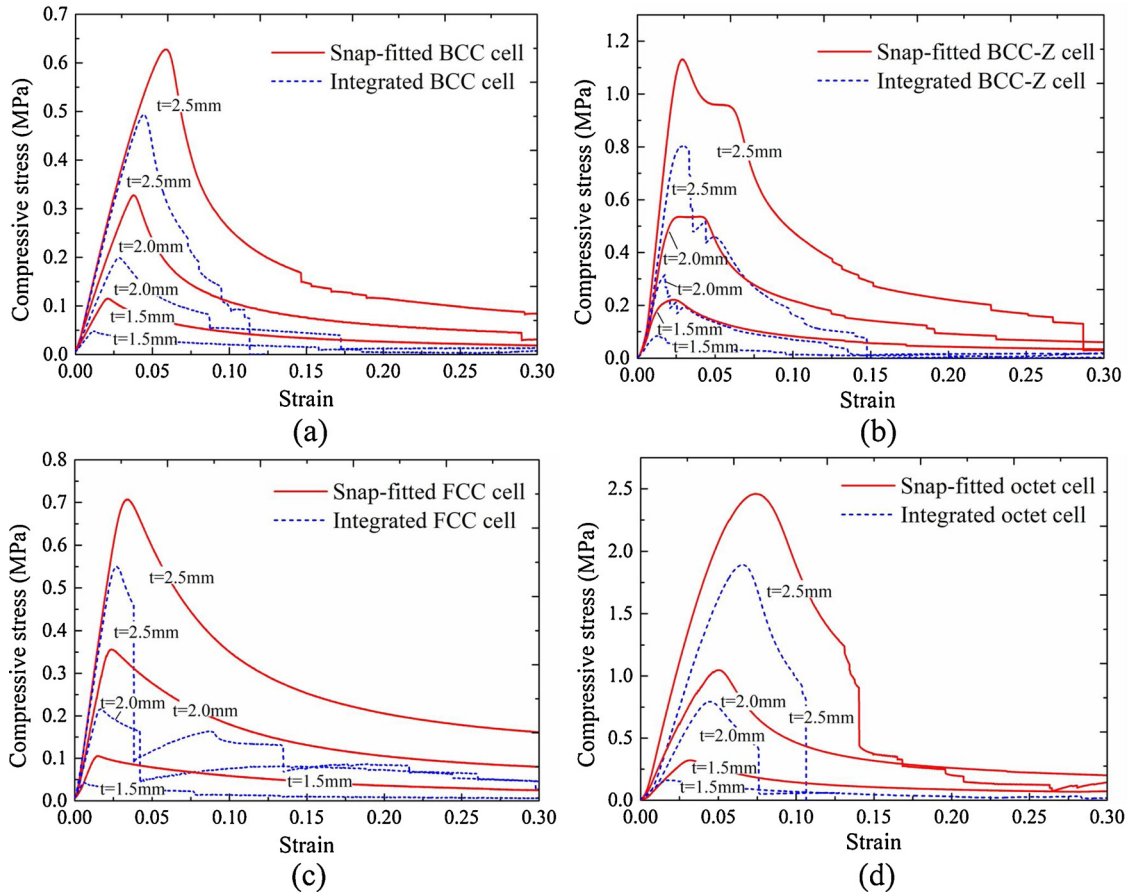 0.7
0.6
0.5
0.4
0.3
0.2
0.1
0.0
Compressive stress (MPa)
Snap-fitted BCC cell
Integrated BCC cell
t=2.5mm
t=2.5mm
t=2.0mm
t=2.0mm
t=1.5mm
t=1.5mm
0.00 0.05 0.10 0.15 0.20 0.25 0.30
Strain
(a)
1.2
1.0
0.8
0.6
0.4
0.2
0.0
Compressive stress (MPa)
Snap-fitted BCC-Z cell
Integrated BCC-Z cell
t=2.5mm
t=2.5mm
t=2.0mm
t=2.0mm
t=1.5mm
t=1.5mm
0.00 0.05 0.10 0.15 0.20 0.25 0.30
Strain
(b)
0.8
0.7
0.6
0.5
0.4
0.3
0.2
0.1
0.0
Compressive stress (MPa)
Snap-fitted FCC cell
Integrated FCC cell
t=2.5mm
t=2.5mm
t=2.0mm
t=2.0mm
t=1.5mm
t=1.5mm
0.00 0.05 0.10 0.15 0.20 0.25 0.30
Strain
(c)
2.5
2.0
1.5
1.0
0.5
0.0
Compressive stress (MPa)
Snap-fitted octet cell
Integrated octet cell
t=2.5mm
t=2.5mm
t=2.0mm
t=2.0mm
t=1.5mm
t=1.5mm
0.00 0.05 0.10 0.15 0.20 0.25 0.30
Strain
(d)